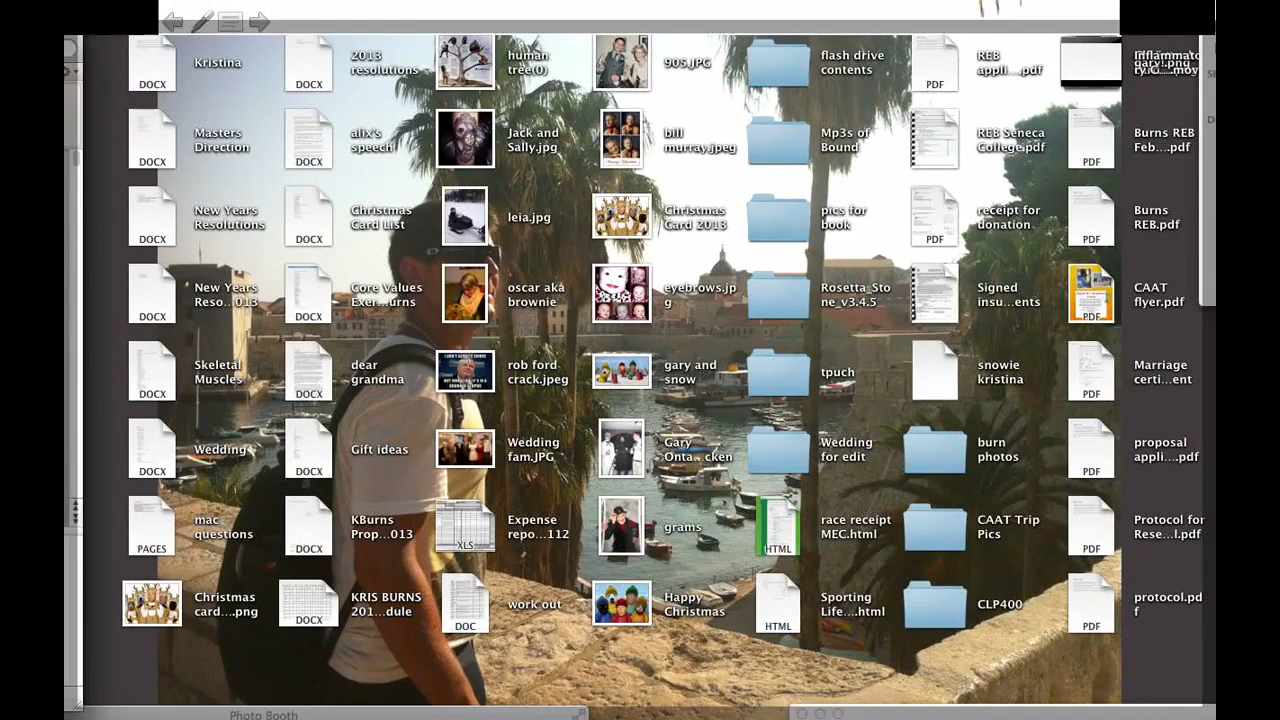 DOCX
Kristina
DOCX
2013
resolutions
human
tree(0)
905.JPG
flash drive
contents
PDF
REB
appli....pdf
DOCX
Masters
Direction
DOCX
alix's
speech
Jack and
Sally.jpg
bill
murray.jpeg
Mp3s of
Bound
REB Seneca
College.pdf
PDF
Burns REB
Feb....pdf
DOCX
New Years
Resolutions
DOCX
Christmas
Card List
leia.jpg
Christmas
Card 2013
pics for
book
PDF
receipt for
donation
PDF
Burns
REB.pdf
DOCX
New Years
Reso...013
DOCX
Core Values
Exer...urns
oscar aka
brownie
eyebrows.jp
g
Rosetta_Sto
..._v3.4.5
Signed
insu...ents
PDF
CAAT
flyer.pdf
DOCX
Skeletal
Muscles
DOCX
dear
grandma
rob ford
crack.jpeg
gary and
snow
tpuch
snowie
kristina
PDF
Marriage
certi...nt
DOCX
Wedding
DOCX
Gift ideas
Wedding
fam.JPG
Gary
Onta...cken
Wedding
for edit
burn
photos
PDF
proposal
appli...pdf
PAGES
mac
questions
DOCX
KBurns
Prop...013
XLS
Expense
repo...112
grams
HTML
race receipt
MEC.html
CAAT Trip
Pics
PDF
Protocol for
Rese...l.pdf
Christmas
card....png
DOCX
KRIS BURNS
201...dule
DOC
work out
Happy
Christmas
HTML
Sporting
Life....html
CLP400
PDF
protocol.pd
f
Photo Booth